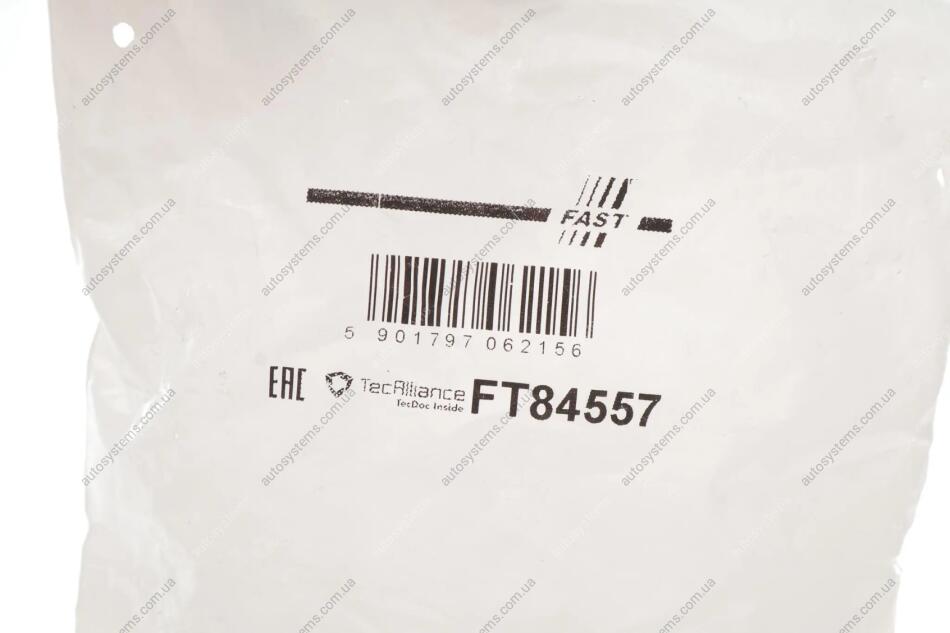 FAST
5 901797 062156
EAC TecAlliance FT84557
TecDoc Inside
autosystems.com.ua